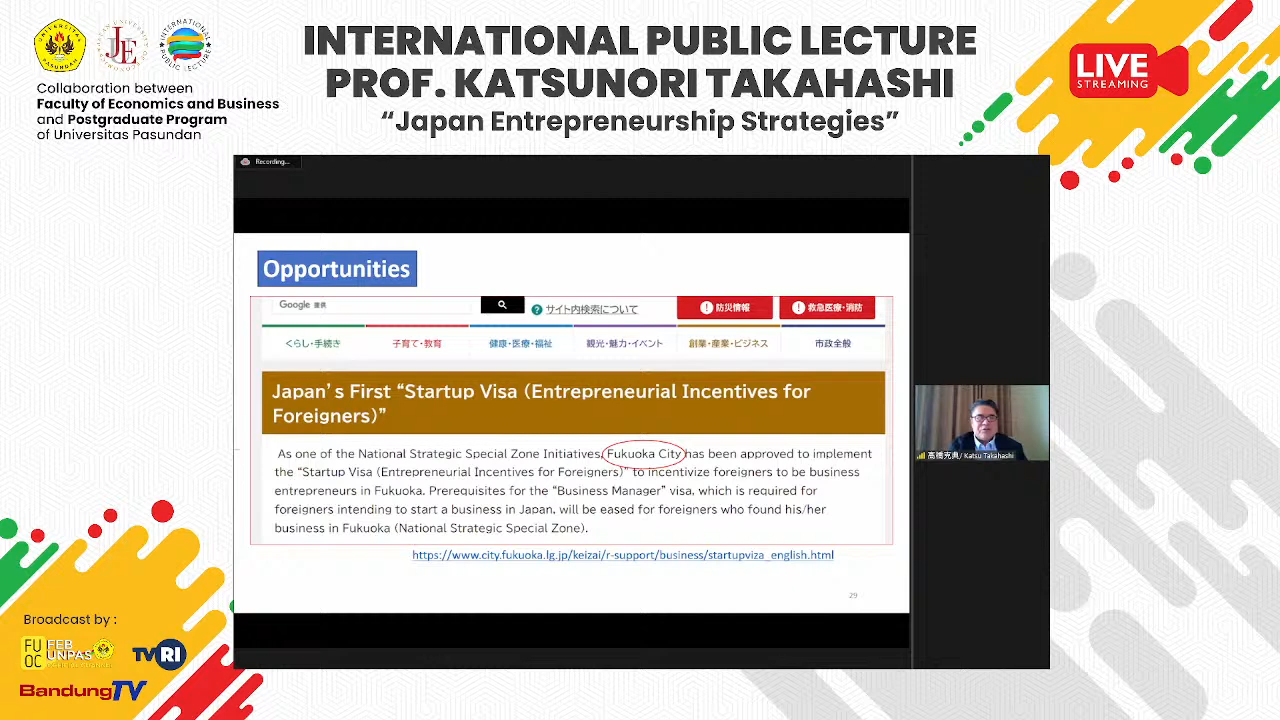 INTERNATIONAL PUBLIC LECTURE
PROF. KATSUNORI TAKAHASHI
“Japan Entrepreneurship Strategies”
LIVE
STREAMING
Collaboration between
Faculty of Economics and Business
and Postgraduate Program
of Universitas Pasundan
Recording...
Opportunities
Google 提供
サイト内検索について
防災情報
救急医療・消防
くらし・手続き
子育て・教育
健康・医療・福祉
観光・魅力・イベント
創業・産業・ビジネス
市政全般
Japan’s First “Startup Visa (Entrepreneurial Incentives for
Foreigners)”
As one of the National Strategic Special Zone Initiatives, Fukuoka City has been approved to implement
the “Startup Visa (Entrepreneurial Incentives for Foreigners)” to incentivize foreigners to be business
entrepreneurs in Fukuoka. Prerequisites for the “Business Manager” visa, which is required for
foreigners intending to start a business in Japan, will be eased for foreigners who found his/her
business in Fukuoka (National Strategic Special Zone).
https://www.city.fukuoka.lg.jp/keizai/r-support/business/startupviza_english.html
29
高橋克典/ Katsu Takahashi
Broadcast by :
FU
OC
FEB
UNPAS
TVRI
BandungTV